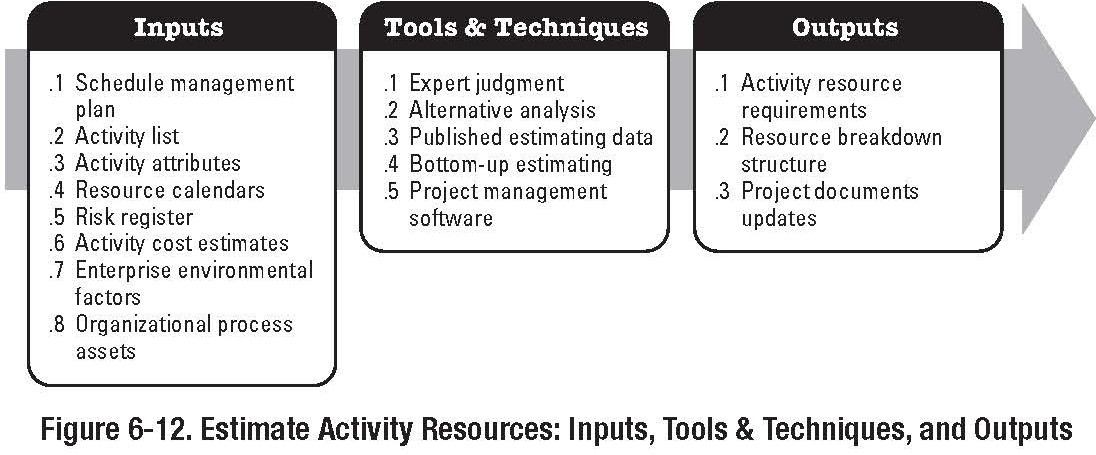 Inputs
.1 Schedule management
plan
.2 Activity list
.3 Activity attributes
.4 Resource calendars
.5 Risk register
.6 Activity cost estimates
.7 Enterprise environmental
factors
.8 Organizational process
assets
Tools & Techniques
.1 Expert judgment
.2 Alternative analysis
.3 Published estimating data
.4 Bottom-up estimating
.5 Project management
software
Outputs
.1 Activity resource
requirements
.2 Resource breakdown
structure
.3 Project documents
updates
Figure 6-12. Estimate Activity Resources: Inputs, Tools & Techniques, and Outputs